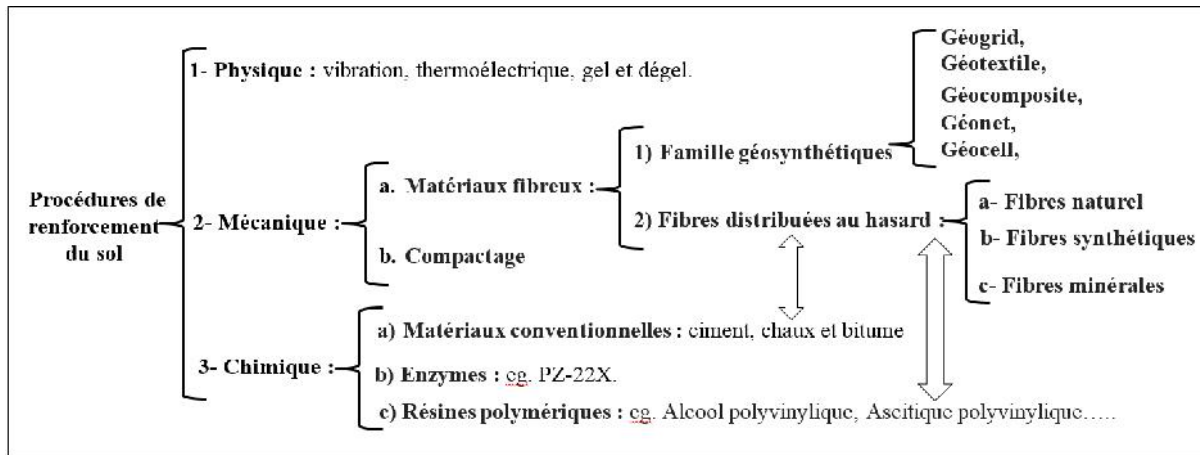 Procédures de
renforcement
du sol
1- Physique : vibration, thermoélectrique, gel et dégel.
2- Mécanique :
a. Matériaux fibreux :
1) Famille géosynthétiques
Géogrid,
Géotextile,
Géocomposite,
Géonet,
Géocell,
2) Fibres distribuées au hasard :
a- Fibres naturel
b- Fibres synthétiques
c- Fibres minérales
b. Compactage
3- Chimique :
a) Matériaux conventionnelles : ciment, chaux et bitume
b) Enzymes : eg. PZ-22X.
c) Résines polymériques : eg. Alcool polyvinylique, Ascitique polyvinylique.….